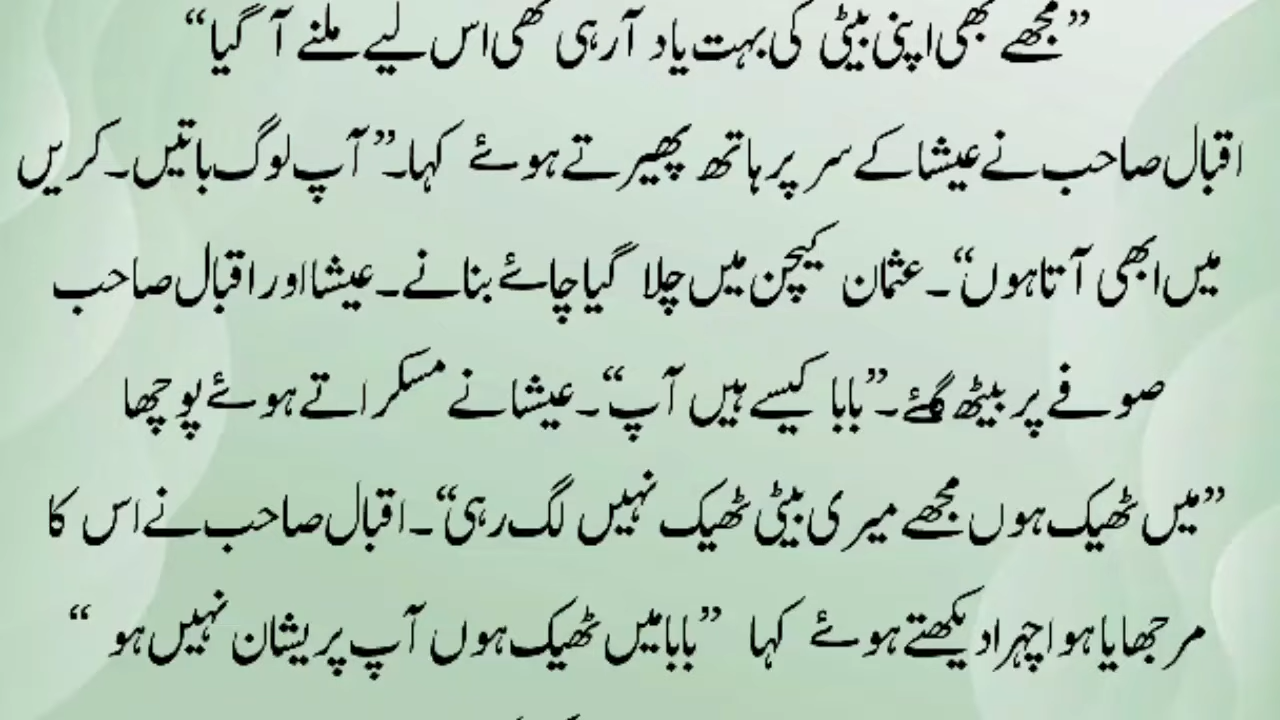 ”مجھے بھی اپنی بیٹی کی بہت یاد آرہی تھی اس لیے ملنے آ گیا“
اقبال صاحب نے عیشا کے سر پر ہاتھ پھیرتے ہوئے کہا۔”آپ لوگ باتیں۔کریں
میں ابھی آتا ہوں“۔عثمان کیچن میں چلا گیا چائے بنانے۔عیشا اور اقبال صاحب
صوفے پر بیٹھ گئے۔”بابا کیسے ہیں آپ“۔عیشا نے مسکراتے ہوئے پوچھا
”میں ٹھیک ہوں مجھے میری بیٹی ٹھیک نہیں لگ رہی“۔اقبال صاحب نے اس کا
مرجھایا ہوا چہرا دیکھتے ہوئے کہا ”بابا میں ٹھیک ہوں آپ پریشان نہیں ہو “